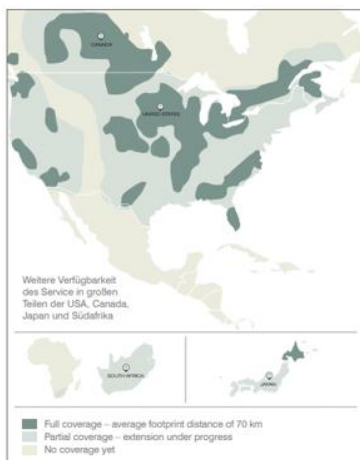 CANADA
UNITED STATES
Weitere Verfügbarkeit
des Service in großen
Teilen der USA, Canada,
Japan und Südafrika
SOUTH AFRICA
JAPAN
Full coverage – average footprint distance of 70 km
Partial coverage – extension under progress
No coverage yet